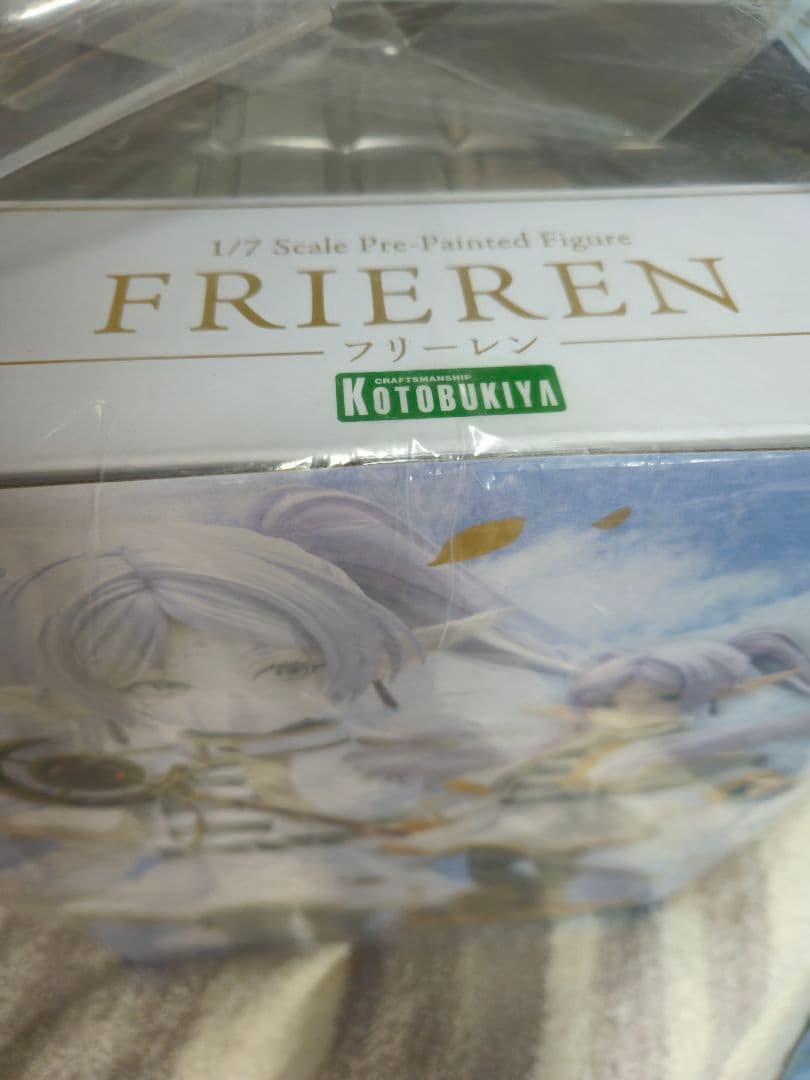 1/7 Scale Pre-Painted Figure
FRIEREN
フリーレン
CRAFTSMANSHIP
KOTOBUKIYA